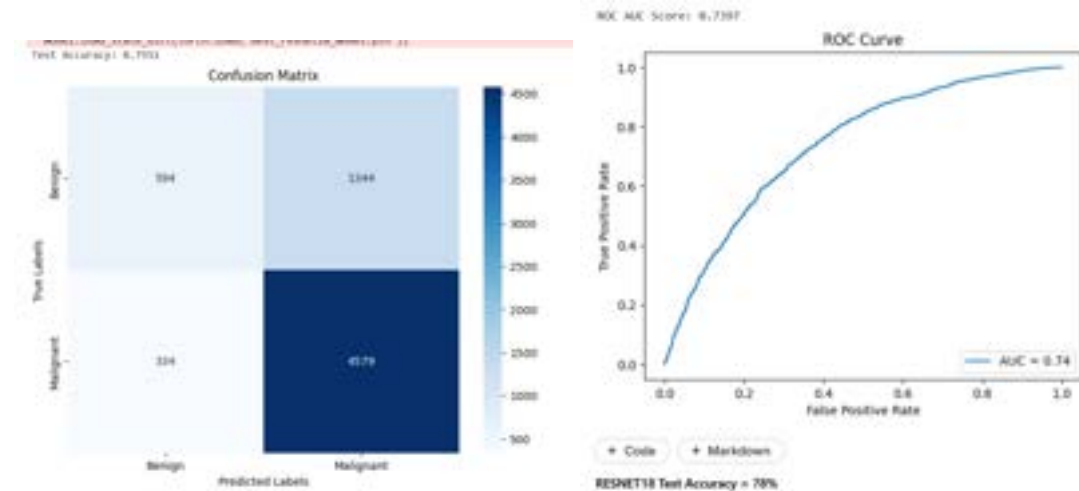 Test Accuracy: 0.7551
Confusion Matrix
4500
4000
3500
3000
2500
2000
1500
1000
500
Benign
594
1344
Malignant
334
4579
True Labels
Benign
Malignant
Predicted Labels
ROC AUC Score: 0.7397
ROC Curve
1.0
0.8
0.6
0.4
0.2
0.0
True Positive Rate
AUC = 0.74
0.0
0.2
0.4
0.6
0.8
1.0
False Positive Rate
+ Code
+ Markdown
RESNET18 Test Accuracy = 78%